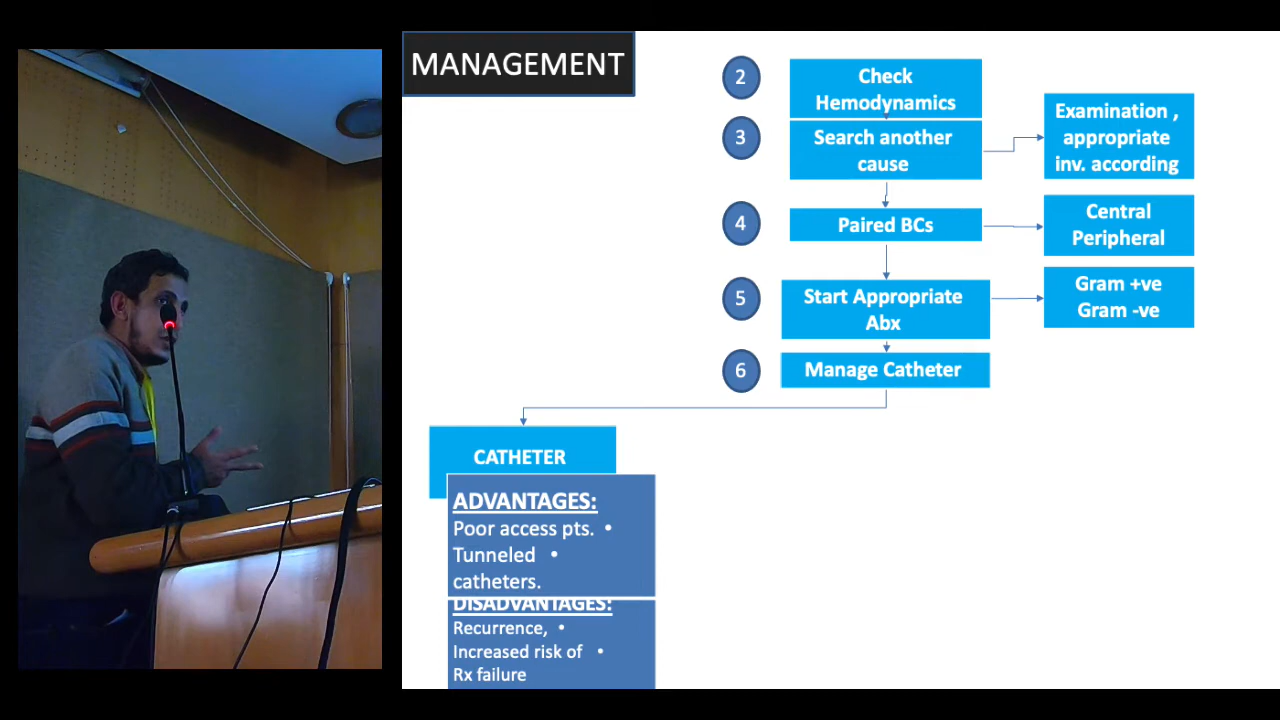 MANAGEMENT
2
Check
Hemodynamics
3
Search another
cause
Examination ,
appropriate
inv. according
4
Paired BCs
Central
Peripheral
5
Start Appropriate
Abx
Gram +ve
Gram -ve
6
Manage Catheter
CATHETER
ADVANTAGES:
Poor access pts. •
Tunneled •
catheters.
DISADVANTAGES:
Recurrence, •
Increased risk of •
Rx failure